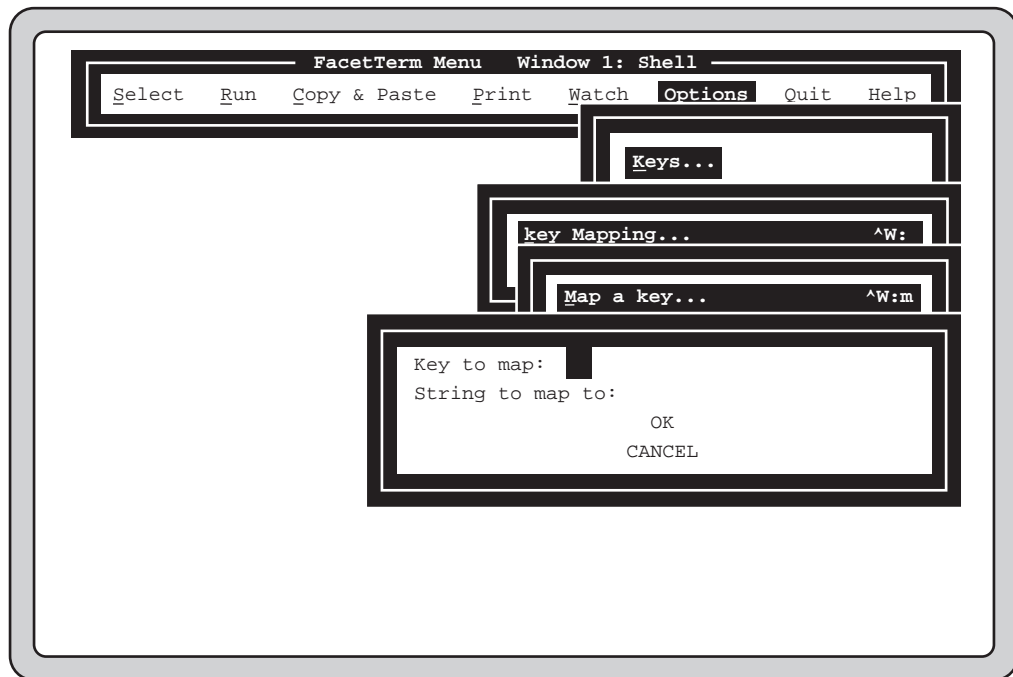 FacetTerm Menu Window 1: Shell
Select Run Copy & Paste Print Watch Options Quit Help
Keys...
key Mapping... ^W:
Map a key... ^W:m
Key to map:
String to map to:
OK
CANCEL